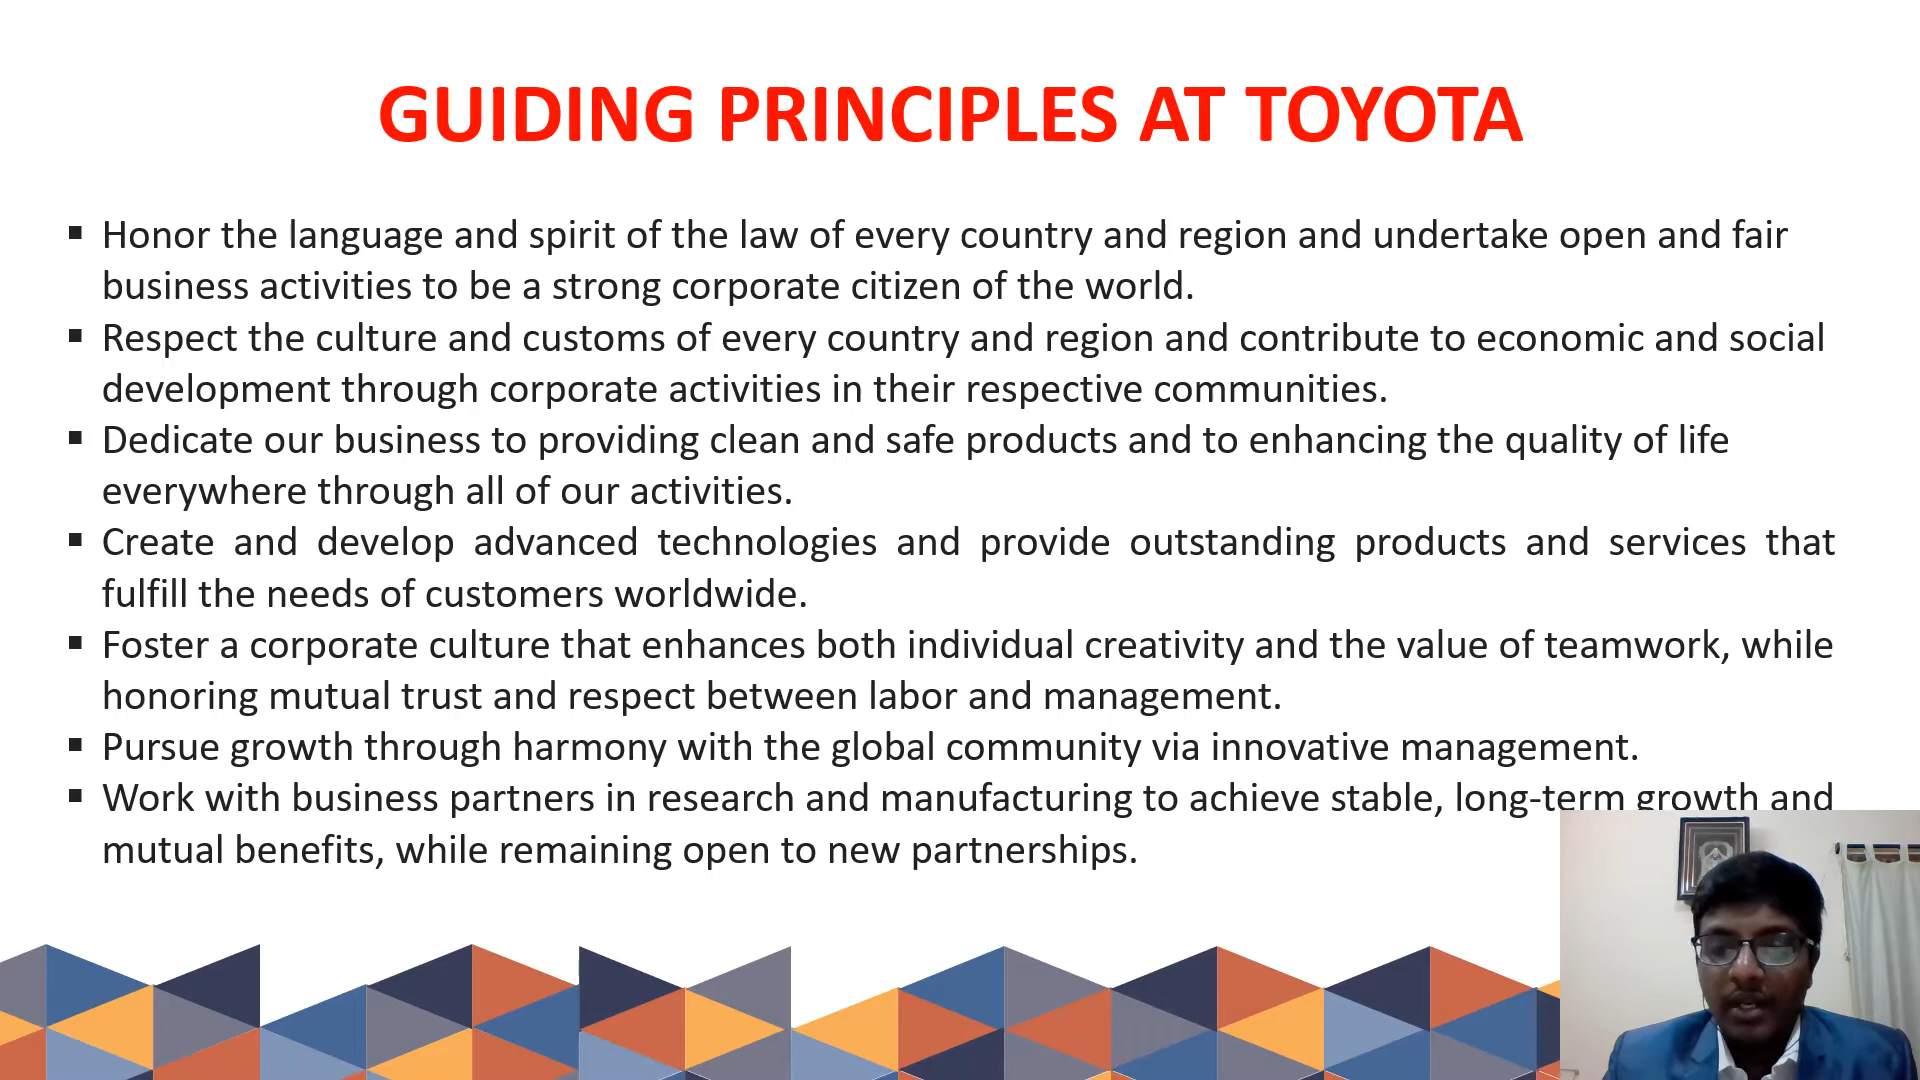 GUIDING PRINCIPLES AT TOYOTA
▪ Honor the language and spirit of the law of every country and region and undertake open and fair
business activities to be a strong corporate citizen of the world.
▪ Respect the culture and customs of every country and region and contribute to economic and social
development through corporate activities in their respective communities.
▪ Dedicate our business to providing clean and safe products and to enhancing the quality of life
everywhere through all of our activities.
▪ Create and develop advanced technologies and provide outstanding products and services that
fulfill the needs of customers worldwide.
▪ Foster a corporate culture that enhances both individual creativity and the value of teamwork, while
honoring mutual trust and respect between labor and management.
▪ Pursue growth through harmony with the global community via innovative management.
▪ Work with business partners in research and manufacturing to achieve stable, long-term growth and
mutual benefits, while remaining open to new partnerships.